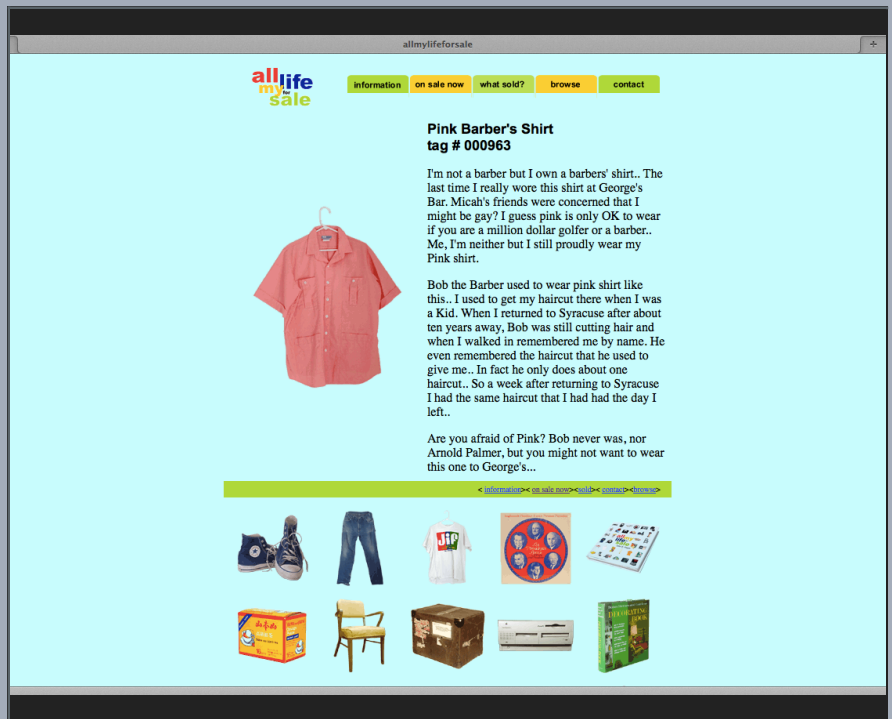 allmylifeforsale
all life
my for
sale
information
on sale now
what sold?
browse
contact
Pink Barber's Shirt
tag # 000963
I'm not a barber but I own a barbers' shirt.. The
last time I really wore this shirt at George's
Bar. Micah's friends were concerned that I
might be gay? I guess pink is only OK to wear
if you are a million dollar golfer or a barber..
Me, I'm neither but I still proudly wear my
Pink shirt.
Bob the Barber used to wear pink shirt like
this.. I used to get my haircut there when I was
a Kid. When I returned to Syracuse after about
ten years away, Bob was still cutting hair and
when I walked in remembered me by name. He
even remembered the haircut that he used to
give me.. In fact he only does about one
haircut.. So a week after returning to Syracuse
I had the same haircut that I had had the day I
left..
Are you afraid of Pink? Bob never was, nor
Arnold Palmer, but you might not want to wear
this one to George's...
< information>< on sale now><sold>< contact><browse>
Jif
DECORATING
BOOK